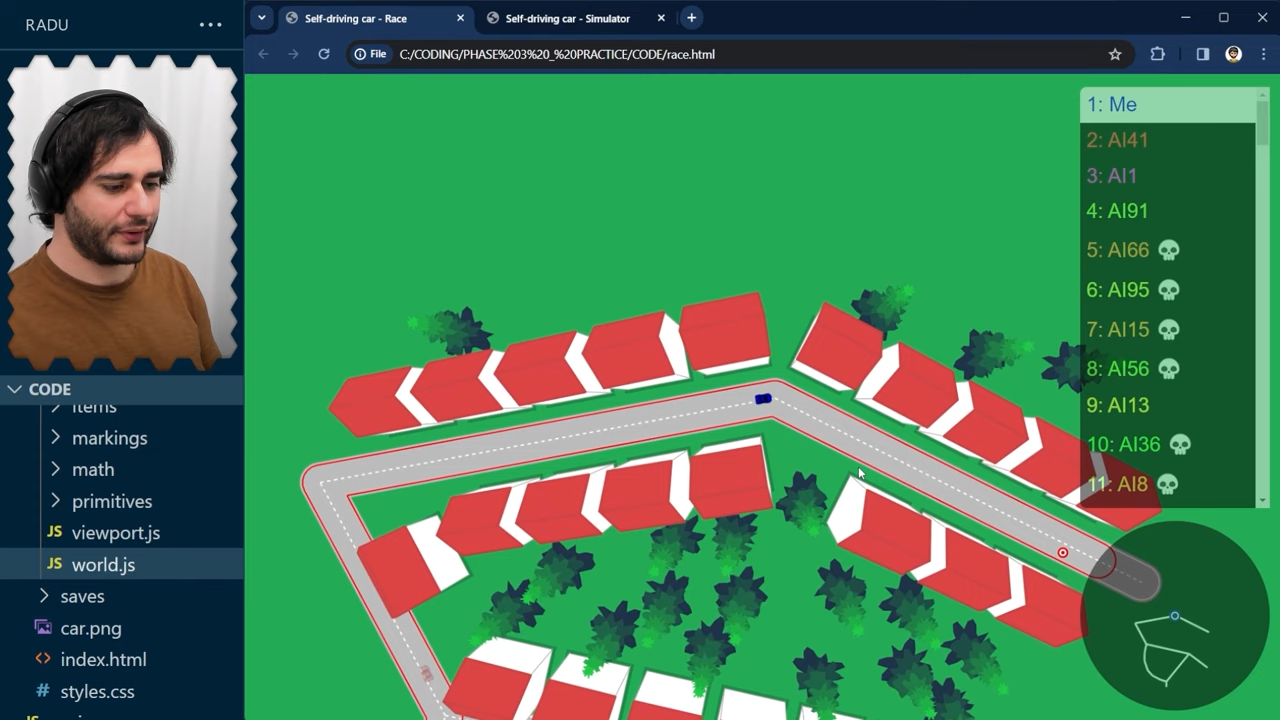 RADU
Self-driving car - Race
Self-driving car - Simulator
File
C:/CODING/PHASE%203%20_%20PRACTICE/CODE/race.html
1: Me
2: AI41
3: AI1
4: AI91
5: AI66
6: AI95
7: AI15
8: AI56
9: AI13
10: AI36
11: AI8
CODE
items
markings
math
primitives
JS viewport.js
JS world.js
saves
car.png
<> index.html
# styles.css